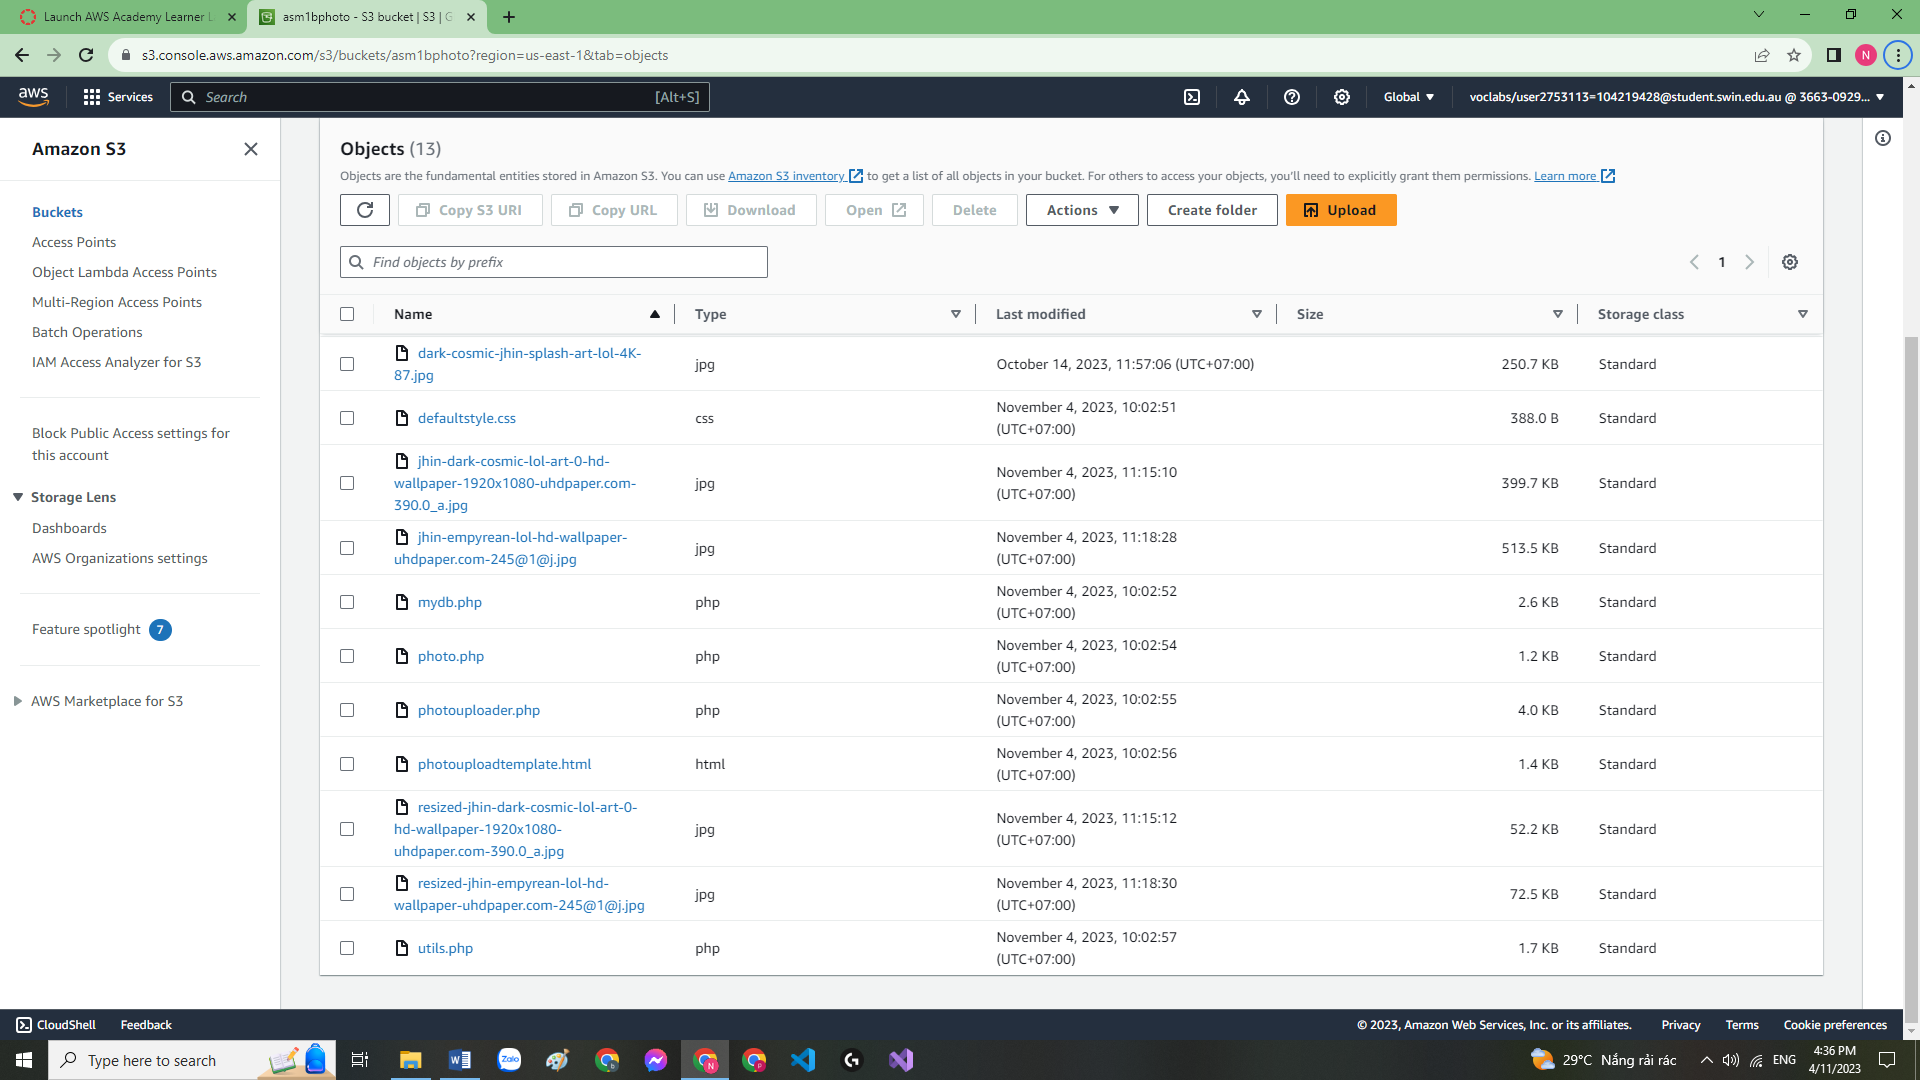 Launch AWS Academy Learner L
asm1bphoto - S3 bucket | S3 | G
s3.console.aws.amazon.com/s3/buckets/asm1bphoto?region=us-east-1&tab=objects
N
aws
Services
Search
[Alt+S]
Global
voclabs/user2753113=104219428@student.swin.edu.au @ 3663-0929...
Amazon S3
Buckets
Access Points
Object Lambda Access Points
Multi-Region Access Points
Batch Operations
IAM Access Analyzer for S3
Block Public Access settings for
this account
Storage Lens
Dashboards
AWS Organizations settings
Feature spotlight 7
AWS Marketplace for S3
Objects (13)
Objects are the fundamental entities stored in Amazon S3. You can use Amazon S3 inventory to get a list of all objects in your bucket. For others to access your objects, you'll need to explicitly grant them permissions. Learn more
Copy S3 URI
Copy URL
Download
Open
Delete
Actions
Create folder
Upload
Find objects by prefix
1
Name Type Last modified Size Storage class
dark-cosmic-jhin-splash-art-lol-4K-
87.jpg
jpg
October 14, 2023, 11:57:06 (UTC+07:00)
250.7 KB
Standard
defaultstyle.css
css
November 4, 2023, 10:02:51
(UTC+07:00)
388.0 B
Standard
jhin-dark-cosmic-lol-art-0-hd-
wallpaper-1920x1080-uhdpaper.com-
390.0_a.jpg
jpg
November 4, 2023, 11:15:10
(UTC+07:00)
399.7 KB
Standard
jhin-empyrean-lol-hd-wallpaper-
uhdpaper.com-245@1@j.jpg
jpg
November 4, 2023, 11:18:28
(UTC+07:00)
513.5 KB
Standard
mydb.php
php
November 4, 2023, 10:02:52
(UTC+07:00)
2.6 KB
Standard
photo.php
php
November 4, 2023, 10:02:54
(UTC+07:00)
1.2 KB
Standard
photouploader.php
php
November 4, 2023, 10:02:55
(UTC+07:00)
4.0 KB
Standard
photouploadtemplate.html
html
November 4, 2023, 10:02:56
(UTC+07:00)
1.4 KB
Standard
resized-jhin-dark-cosmic-lol-art-0-
hd-wallpaper-1920x1080-
uhdpaper.com-390.0_a.jpg
jpg
November 4, 2023, 11:15:12
(UTC+07:00)
52.2 KB
Standard
resized-jhin-empyrean-lol-hd-
wallpaper-uhdpaper.com-245@1@j.jpg
jpg
November 4, 2023, 11:18:30
(UTC+07:00)
72.5 KB
Standard
utils.php
php
November 4, 2023, 10:02:57
(UTC+07:00)
1.7 KB
Standard
CloudShell
Feedback
© 2023, Amazon Web Services, Inc. or its affiliates.
Privacy
Terms
Cookie preferences
Type here to search
Zalo
29°C Nắng rải rác
ENG
4:36 PM
4/11/2023